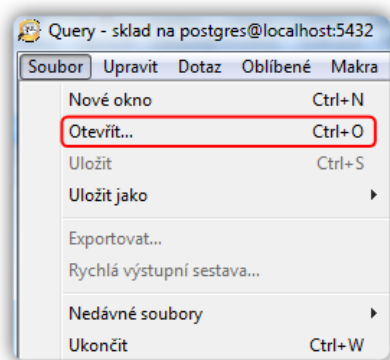 Query - sklad na postgres@localhost:5432
Soubor Upravit Dotaz Oblíbené Makra
Nové okno Ctrl+N
Otevřít... Ctrl+O
Uložit Ctrl+S
Uložit jako
Exportovat...
Rychlá výstupní sestava...
Nedávné soubory
Ukončit Ctrl+W